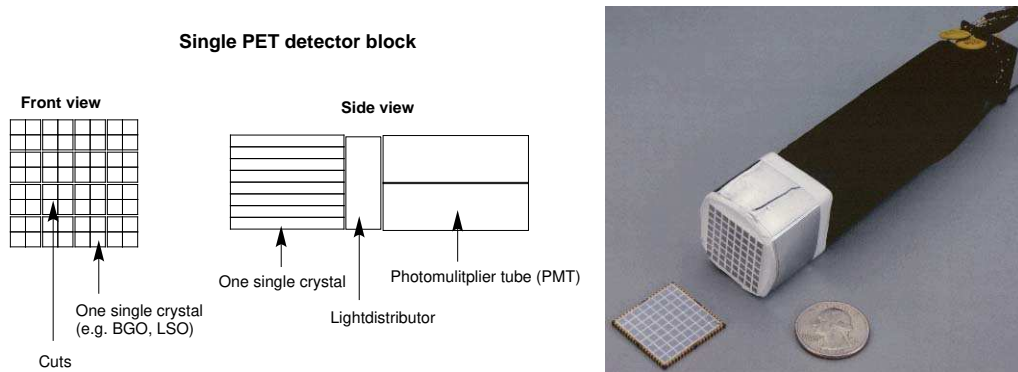 Single PET detector block
Front view
Side view
One single crystal
Photomulitplier tube (PMT)
One single crystal
(e.g. BGO, LSO)
Lightdistributor
Cuts